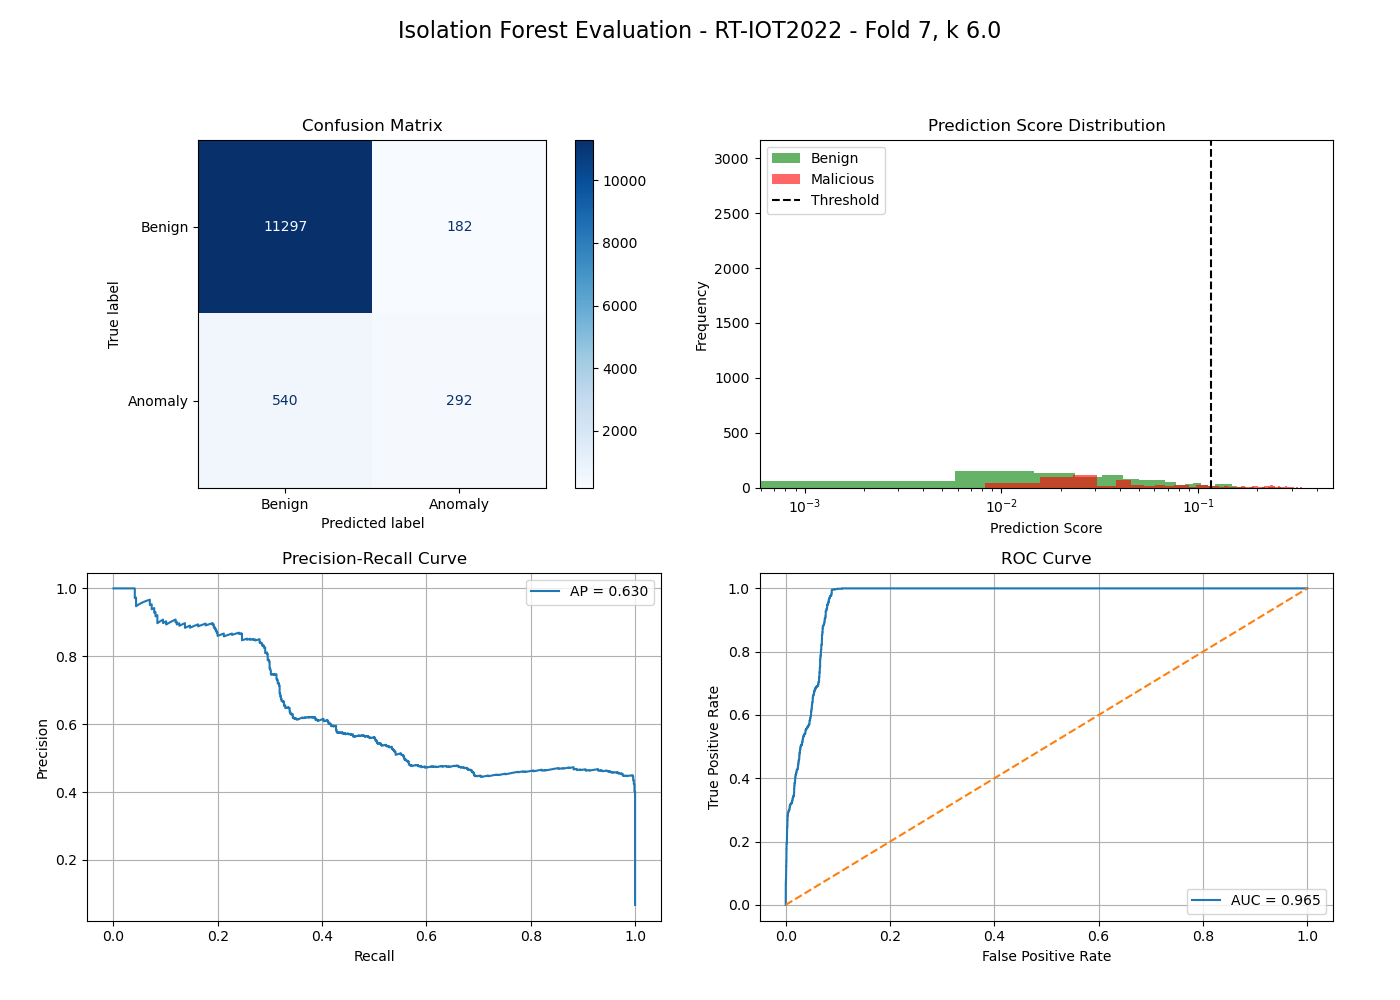 Isolation Forest Evaluation - RT-IOT2022 - Fold 7, k 6.0
Confusion Matrix
True label
Benign
Anomaly
11297
182
540
292
Benign
Anomaly
Predicted label
10000
8000
6000
4000
2000
Prediction Score Distribution
Benign
Malicious
Threshold
Frequency
3000
2500
2000
1500
1000
500
0
10⁻³
10⁻²
10⁻¹
Prediction Score
Precision-Recall Curve
AP = 0.630
Precision
1.0
0.8
0.6
0.4
0.2
0.0
0.2
0.4
0.6
0.8
1.0
Recall
ROC Curve
True Positive Rate
1.0
0.8
0.6
0.4
0.2
0.0
AUC = 0.965
0.0
0.2
0.4
0.6
0.8
1.0
False Positive Rate